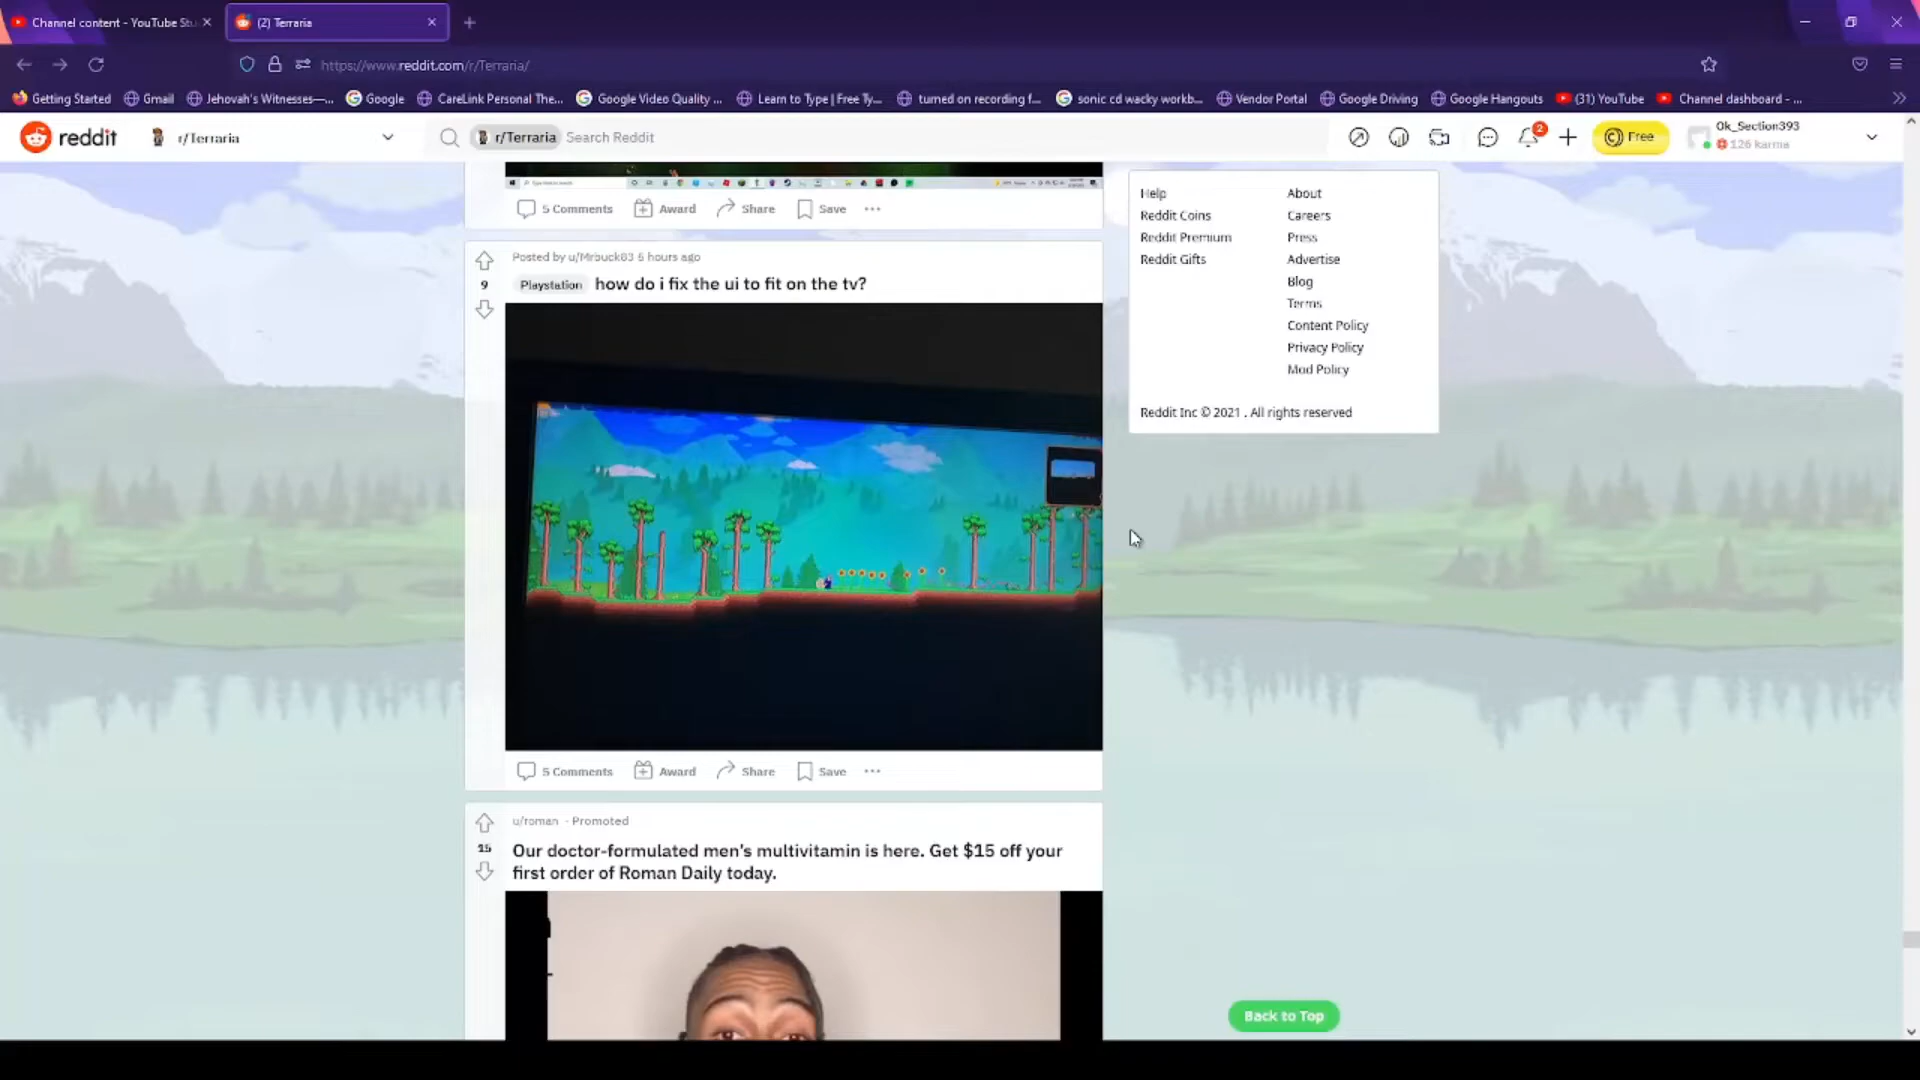 Channel content - YouTube Stu
(2) Terraria
https://www.reddit.com/r/Terraria/
Getting Started
Gmail
Jehovah's Witnesses—...
Google
CareLink Personal The...
Google Video Quality ...
Learn to Type | Free Ty...
turned on recording f...
sonic cd wacky workb...
Vendor Portal
Google Driving
Google Hangouts
(31) YouTube
Channel dashboard - ...
reddit
r/Terraria
r/Terraria Search Reddit
2
Free
Ok_Section393
126 karma
5 Comments Award Share Save
Posted by u/Mrbuck83 6 hours ago
9
Playstation how do i fix the ui to fit on the tv?
5 Comments Award Share Save
u/roman · Promoted
15
Our doctor-formulated men's multivitamin is here. Get $15 off your
first order of Roman Daily today.
Help
Reddit Coins
Reddit Premium
Reddit Gifts
About
Careers
Press
Advertise
Blog
Terms
Content Policy
Privacy Policy
Mod Policy
Reddit Inc © 2021 . All rights reserved
Back to Top